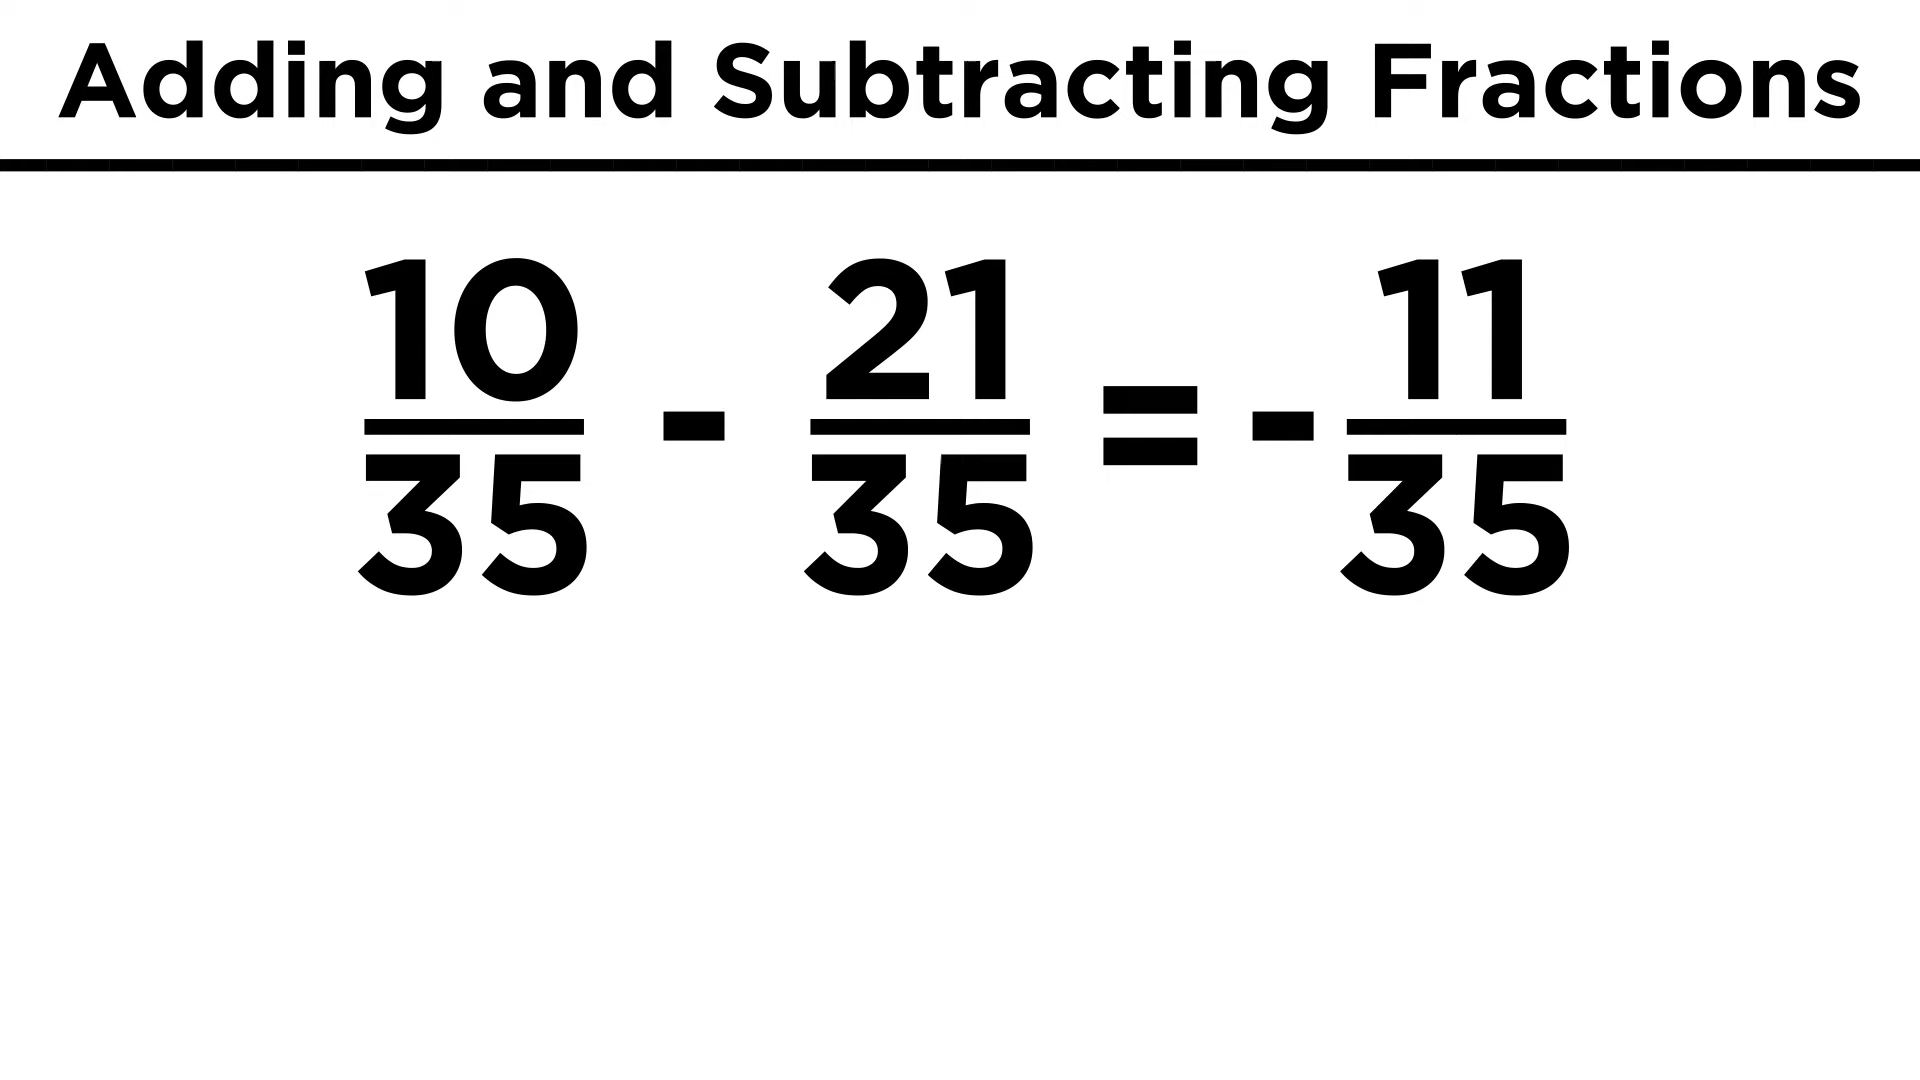 Adding and Subtracting Fractions
10/35 - 21/35 = - 11/35